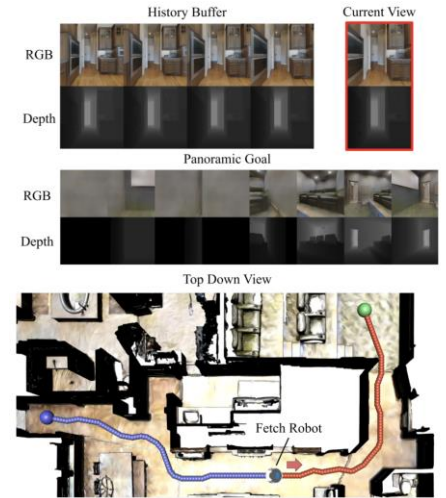 History Buffer
Current View
RGB
Depth
Panoramic Goal
RGB
Depth
Top Down View
Fetch Robot